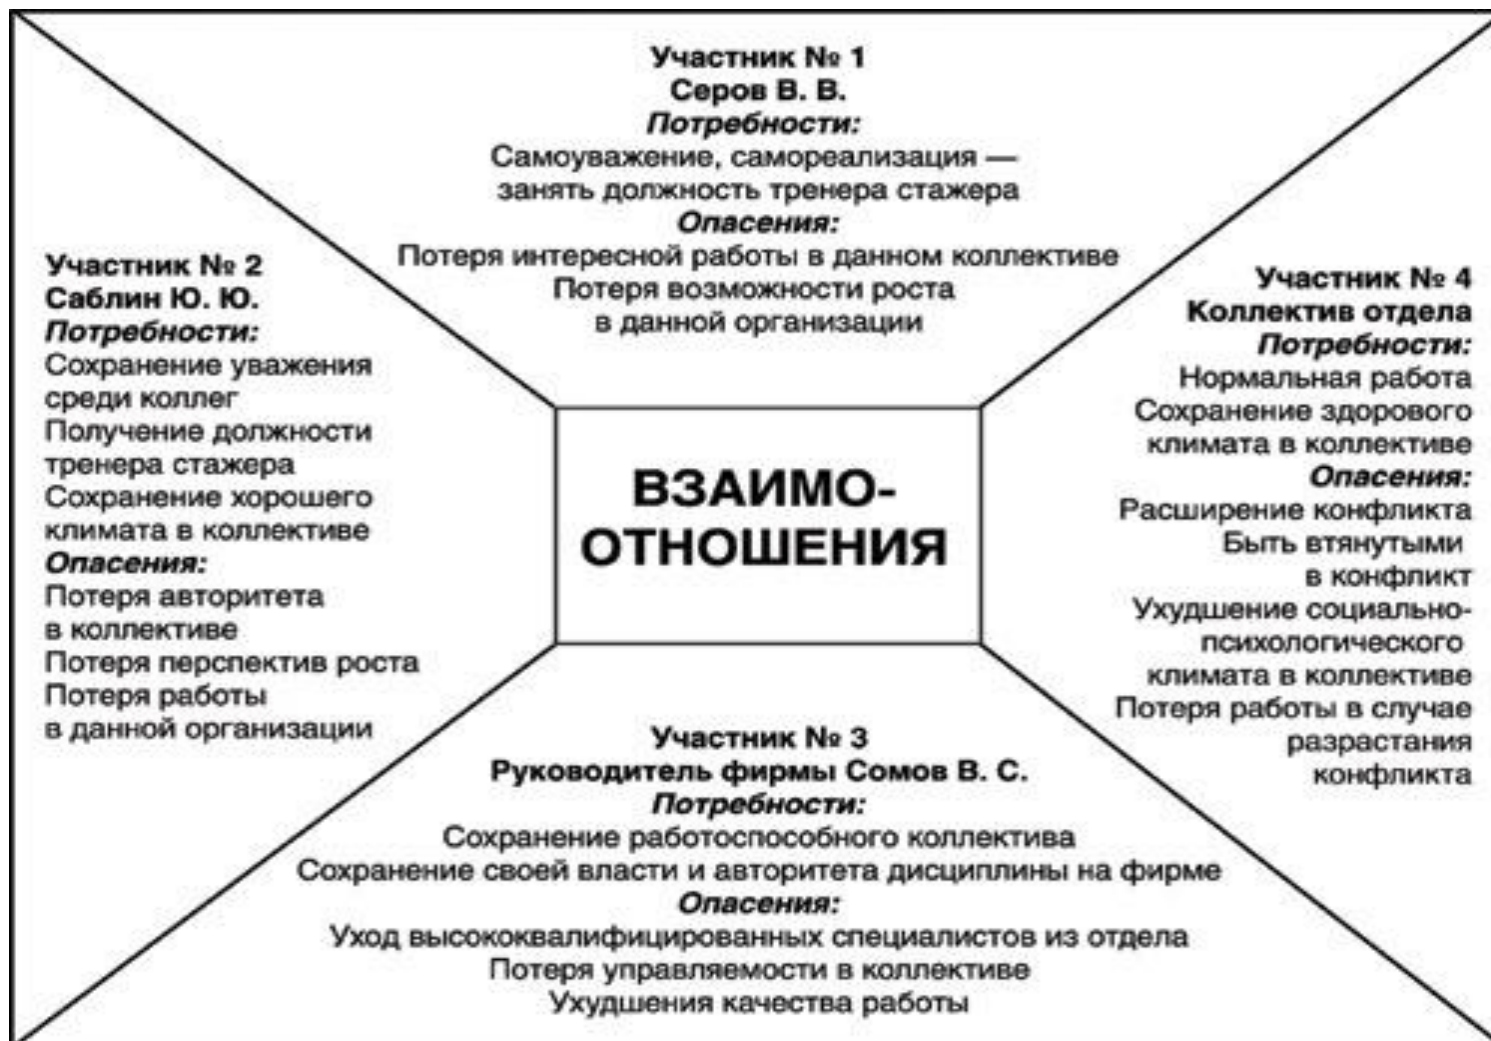 Участник № 1
Серов В. В.
Потребности:
Самоуважение, самореализация —
занять должность тренера стажера
Опасения:
Потеря интересной работы в данном коллективе
Потеря возможности роста
в данной организации
Участник № 2
Саблин Ю. Ю.
Потребности:
Сохранение уважения
среди коллег
Получение должности
тренера стажера
Сохранение хорошего
климата в коллективе
Опасения:
Потеря авторитета
в коллективе
Потеря перспектив роста
Потеря работы
в данной организации
ВЗАИМО-
ОТНОШЕНИЯ
Участник № 4
Коллектив отдела
Потребности:
Нормальная работа
Сохранение здорового
климата в коллективе
Опасения:
Расширение конфликта
Быть втянутыми
в конфликт
Ухудшение социально-
психологического
климата в коллективе
Потеря работы в случае
разрастания
конфликта
Участник № 3
Руководитель фирмы Сомов В. С.
Потребности:
Сохранение работоспособного коллектива
Сохранение своей власти и авторитета дисциплины на фирме
Опасения:
Уход высококвалифицированных специалистов из отдела
Потеря управляемости в коллективе
Ухудшения качества работы